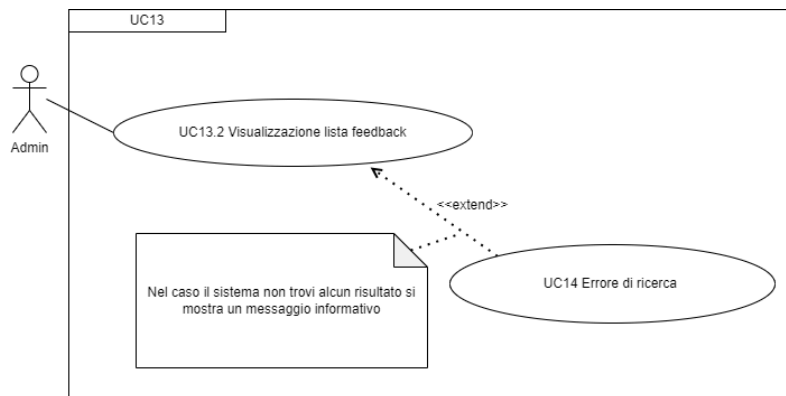 UC13
Admin
UC13.2 Visualizzazione lista feedback
<<extend>>
Nel caso il sistema non trovi alcun risultato si
mostra un messaggio informativo
UC14 Errore di ricerca